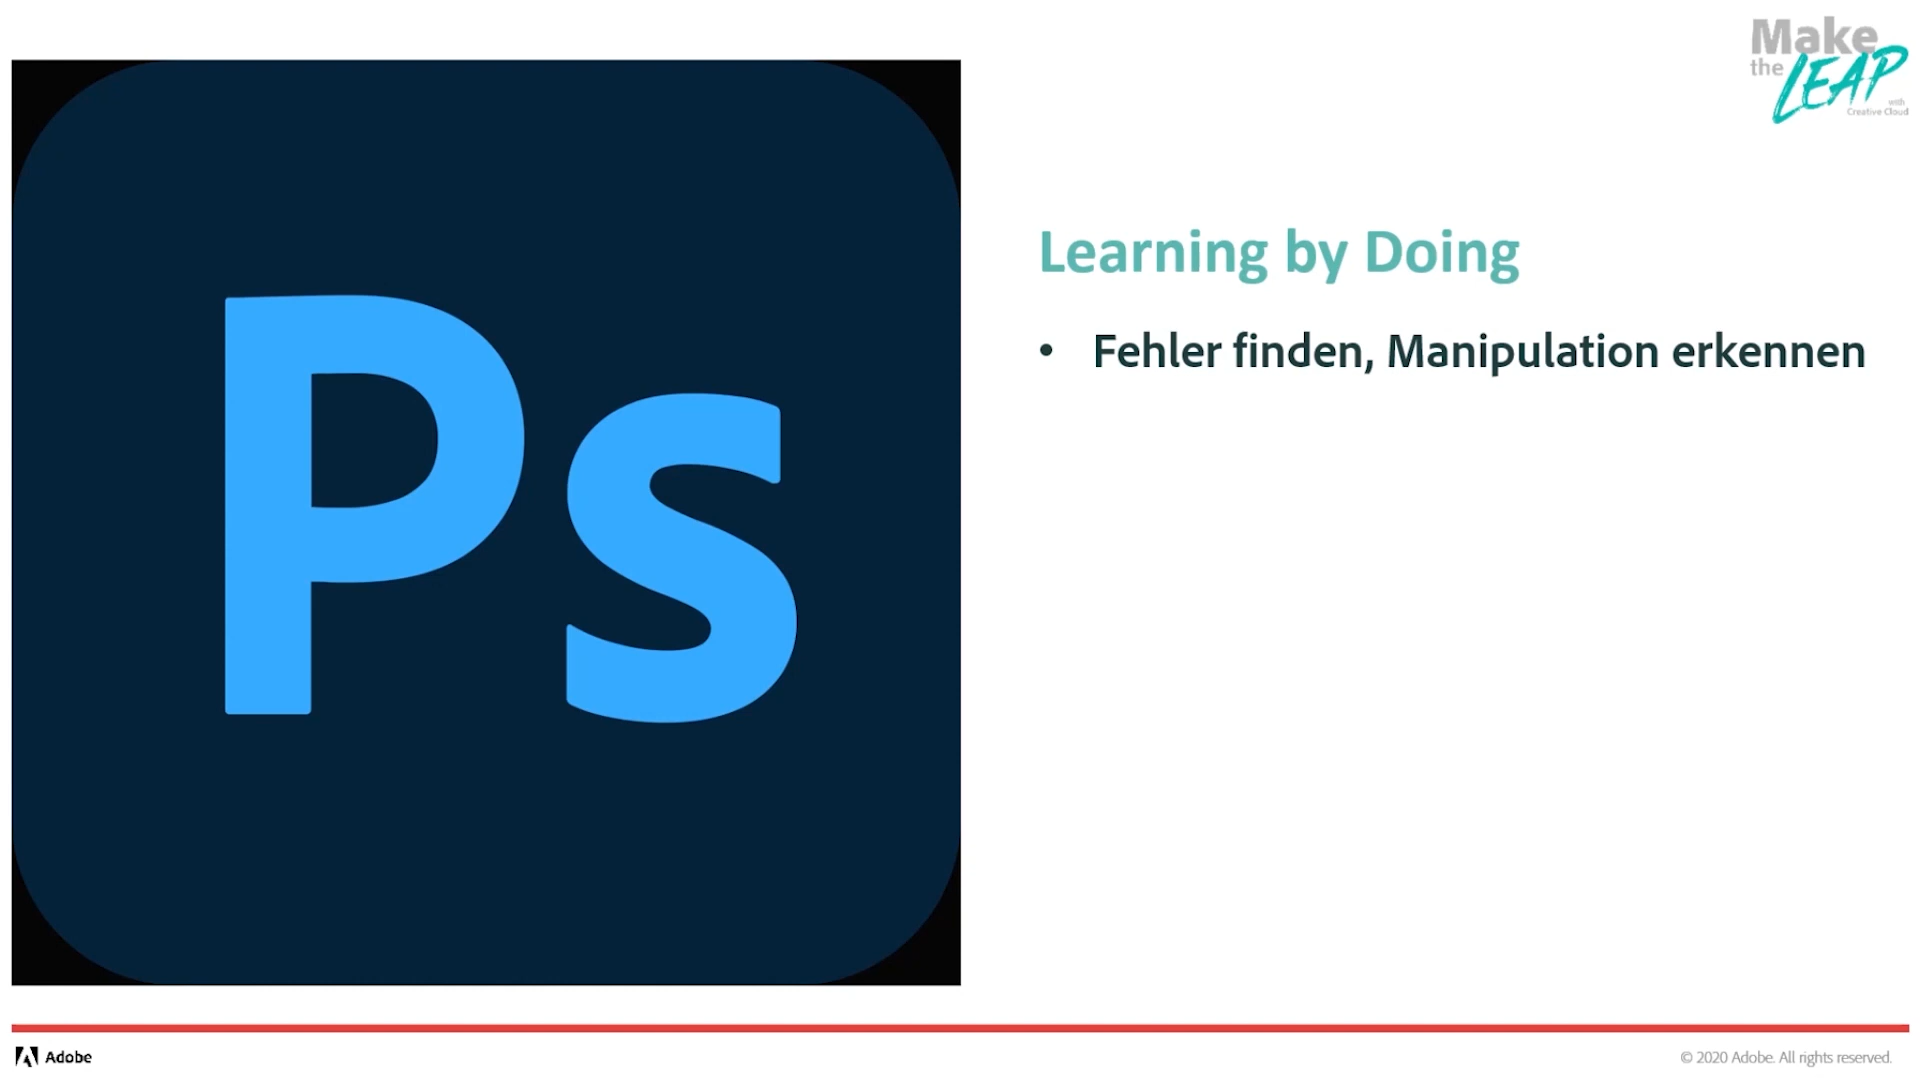 Make
the LEAP
with
Creative Cloud
Ps
Learning by Doing
• Fehler finden, Manipulation erkennen
Adobe
© 2020 Adobe. All rights reserved.